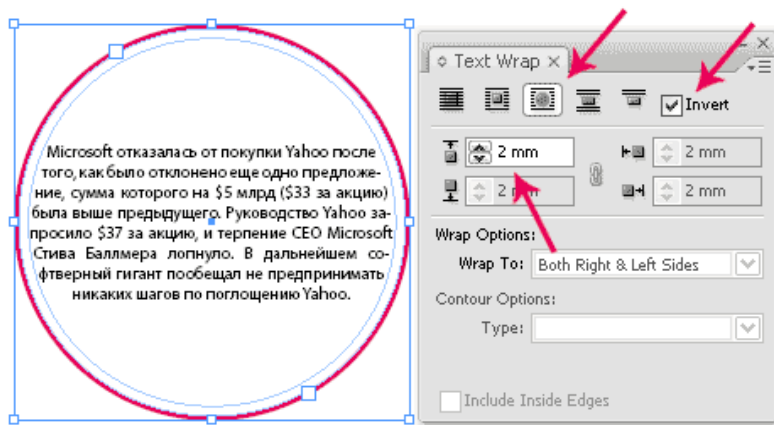 Microsoft отказалась от покупки Yahoo после
того, как было отклонено еще одно предложе-
ние, сумма которого на $5 млрд ($33 за акцию)
была выше предыдущего. Руководство Yahoo за-
просило $37 за акцию, и терпение CEO Microsoft
Стива Баллмера лопнуло. В дальнейшем со-
фтверный гигант пообещал не предпринимать
никаких шагов по поглощению Yahoo.
Text Wrap
Invert
2 mm
2 mm
2 mm
2 mm
Wrap Options:
Wrap To: Both Right & Left Sides
Contour Options:
Type:
Include Inside Edges